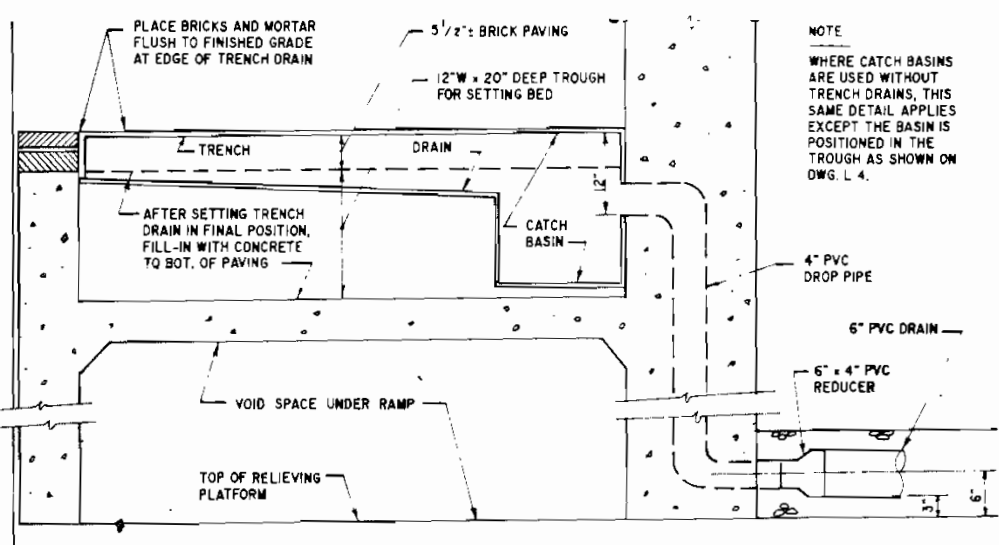 PLACE BRICKS AND MORTAR
FLUSH TO FINISHED GRADE
AT EDGE OF TRENCH DRAIN
5 1/2"± BRICK PAVING
12"W x 20" DEEP TROUGH
FOR SETTING BED
NOTE
WHERE CATCH BASINS
ARE USED WITHOUT
TRENCH DRAINS, THIS
SAME DETAIL APPLIES
EXCEPT THE BASIN IS
POSITIONED IN THE
TROUGH AS SHOWN ON
DWG. L 4.
TRENCH
DRAIN
12"
AFTER SETTING TRENCH
DRAIN IN FINAL POSITION,
FILL-IN WITH CONCRETE
TO BOT. OF PAVING
CATCH
BASIN
4" PVC
DROP PIPE
6" PVC DRAIN
6" x 4" PVC
REDUCER
VOID SPACE UNDER RAMP
TOP OF RELIEVING
PLATFORM
3"
6"